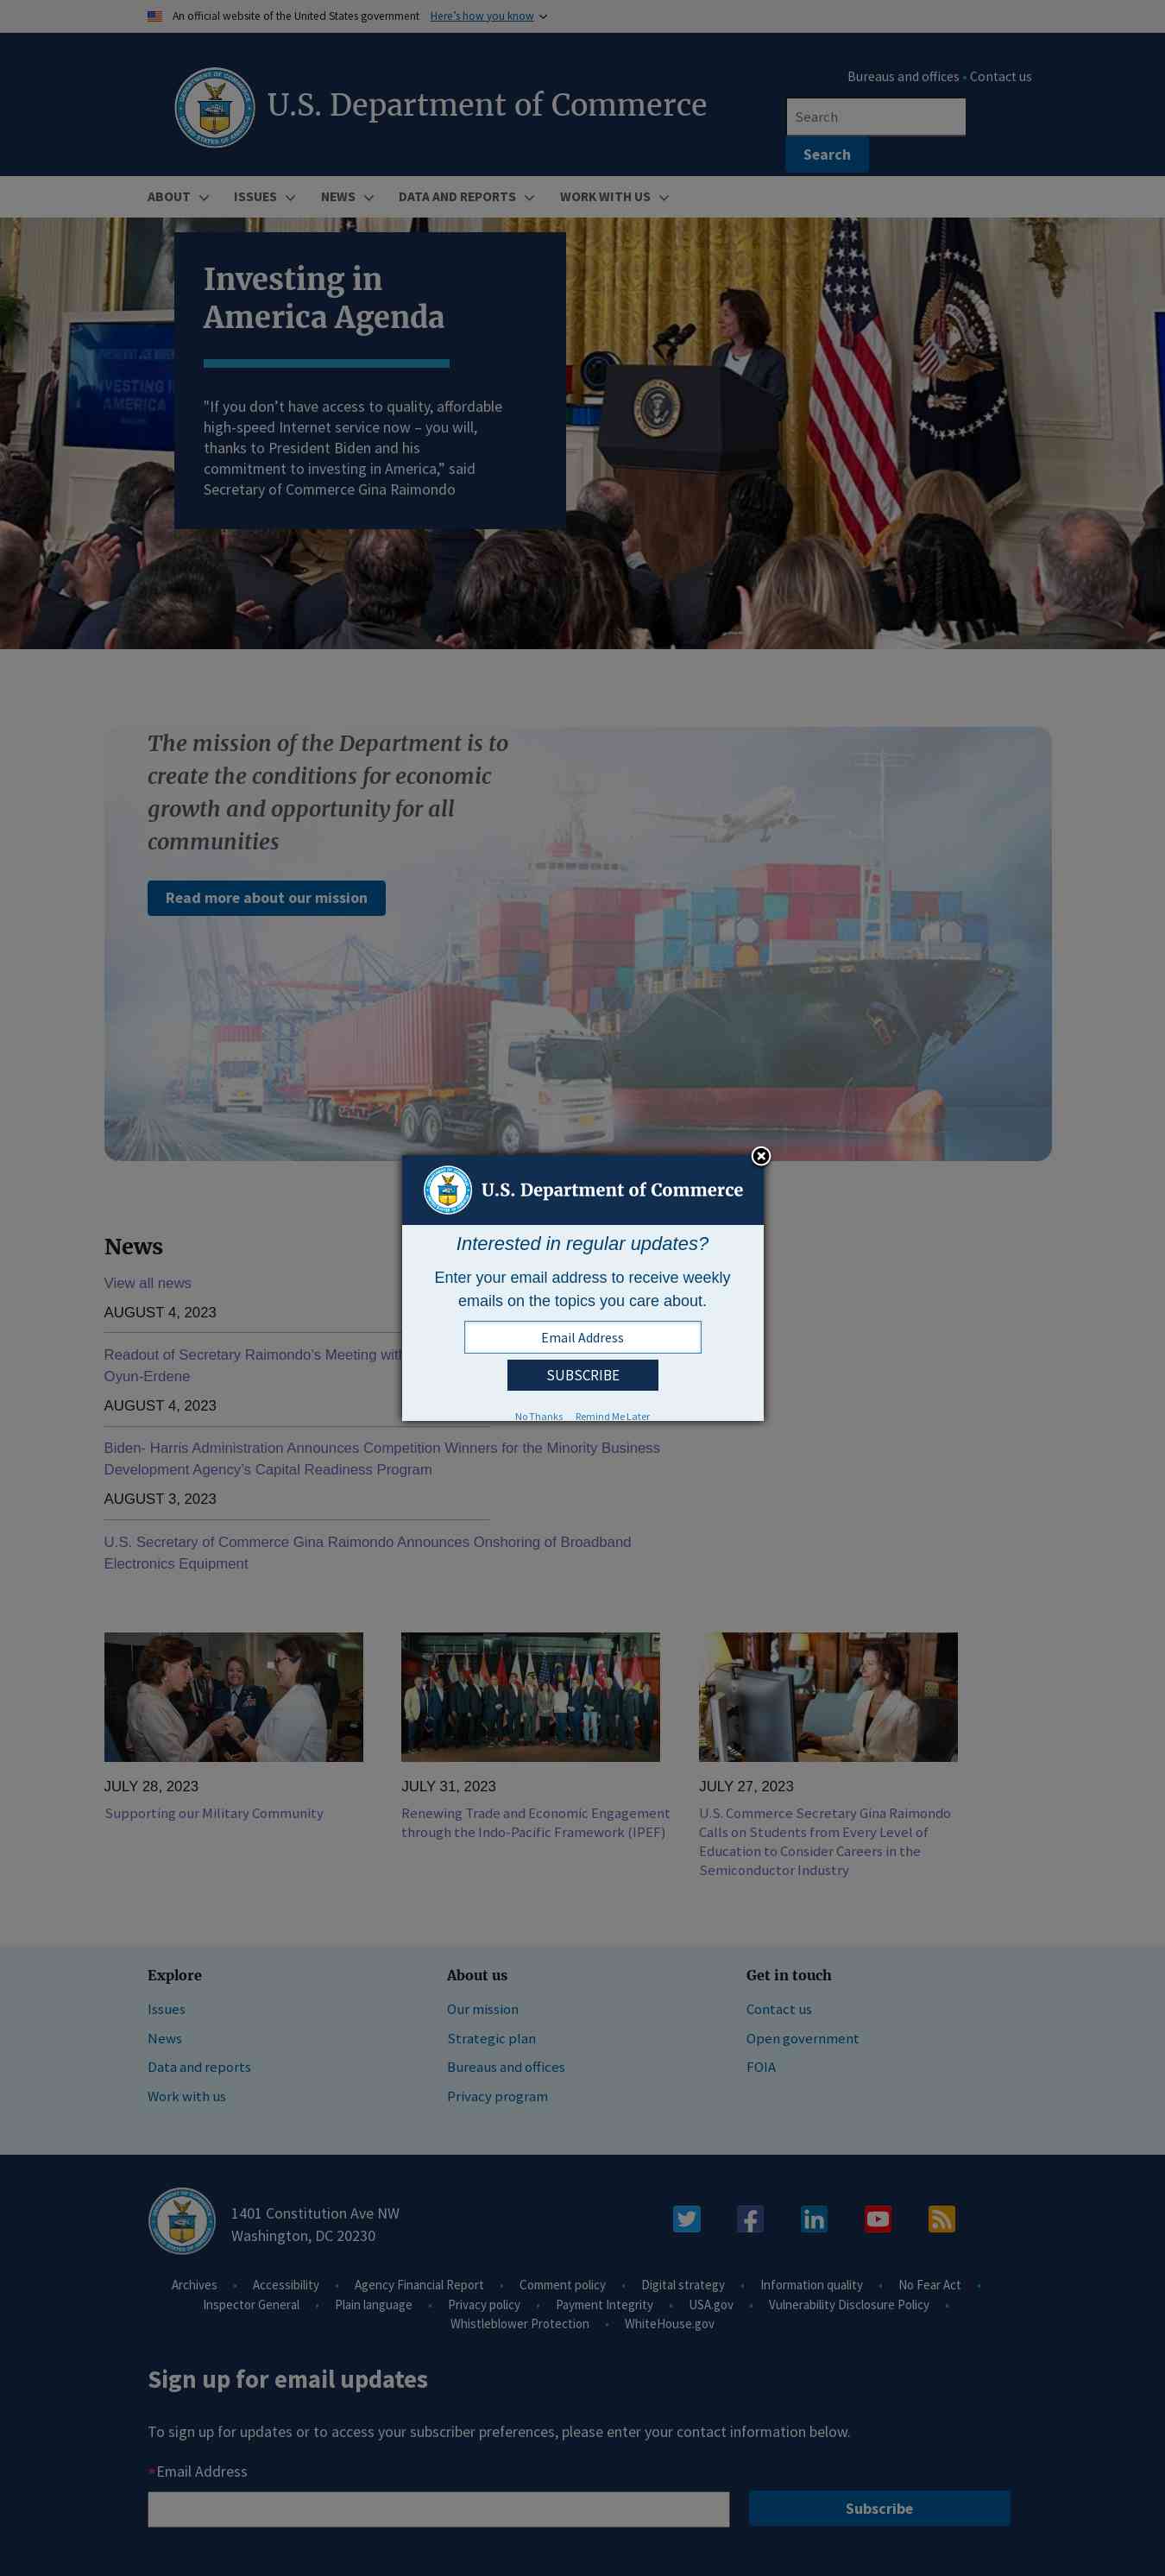 An official website of the United States government Here's how you know
Bureaus and offices • Contact us
U.S. Department of Commerce
Search
Search
ABOUT
ISSUES
NEWS
DATA AND REPORTS
WORK WITH US
Investing in
America Agenda
"If you don’t have access to quality, affordable
high-speed Internet service now – you will,
thanks to President Biden and his
commitment to investing in America,” said
Secretary of Commerce Gina Raimondo
INVESTING IN
AMERICA
The mission of the Department is to
create the conditions for economic
growth and opportunity for all
communities
Read more about our mission
U.S. Department of Commerce
Interested in regular updates?
Enter your email address to receive weekly
emails on the topics you care about.
Email Address
SUBSCRIBE
No Thanks Remind Me Later
News
View all news
AUGUST 4, 2023
Readout of Secretary Raimondo’s Meeting with
Oyun-Erdene
AUGUST 4, 2023
Biden- Harris Administration Announces Competition Winners for the Minority Business
Development Agency’s Capital Readiness Program
AUGUST 3, 2023
U.S. Secretary of Commerce Gina Raimondo Announces Onshoring of Broadband
Electronics Equipment
JULY 28, 2023
Supporting our Military Community
JULY 31, 2023
Renewing Trade and Economic Engagement
through the Indo-Pacific Framework (IPEF)
JULY 27, 2023
U.S. Commerce Secretary Gina Raimondo
Calls on Students from Every Level of
Education to Consider Careers in the
Semiconductor Industry
Explore
Issues
News
Data and reports
Work with us
About us
Our mission
Strategic plan
Bureaus and offices
Privacy program
Get in touch
Contact us
Open government
FOIA
1401 Constitution Ave NW
Washington, DC 20230
Archives • Accessibility • Agency Financial Report • Comment policy • Digital strategy • Information quality • No Fear Act •
Inspector General • Plain language • Privacy policy • Payment Integrity • USA.gov • Vulnerability Disclosure Policy •
Whistleblower Protection • WhiteHouse.gov
Sign up for email updates
To sign up for updates or to access your subscriber preferences, please enter your contact information below.
*Email Address
Subscribe